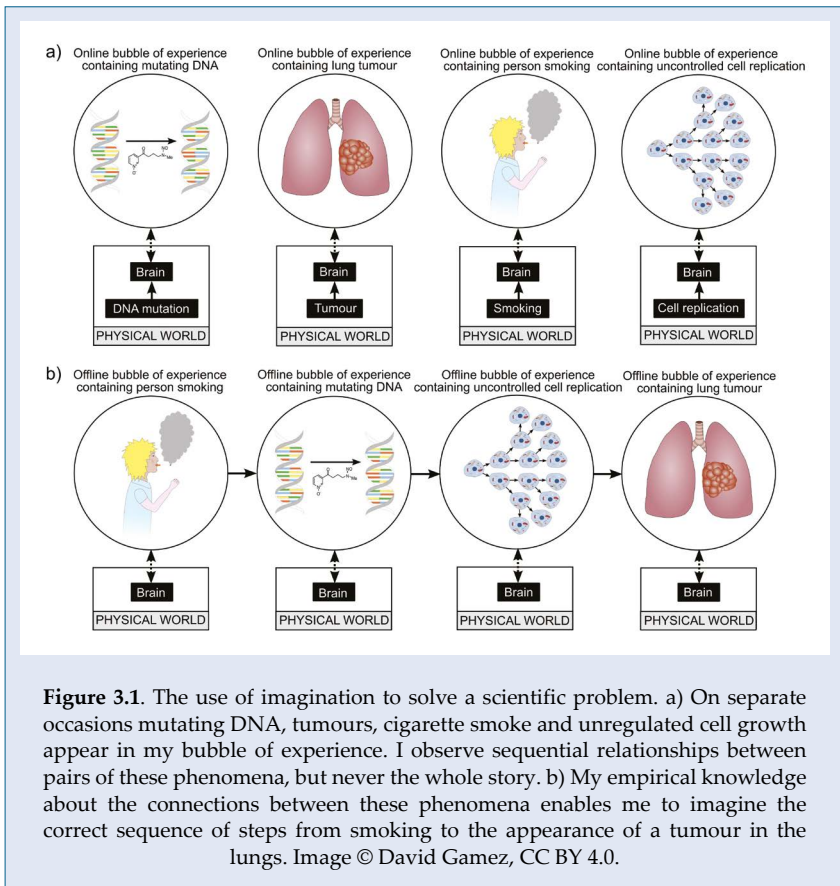 a) Online bubble of experience containing mutating DNA
Online bubble of experience containing lung tumour
Online bubble of experience containing person smoking
Online bubble of experience containing uncontrolled cell replication
NO
N
Me
O
N
O
Brain
Brain
Brain
Brain
DNA mutation
Tumour
Smoking
Cell replication
PHYSICAL WORLD
PHYSICAL WORLD
PHYSICAL WORLD
PHYSICAL WORLD
b) Offline bubble of experience containing person smoking
Offline bubble of experience containing mutating DNA
Offline bubble of experience containing uncontrolled cell replication
Offline bubble of experience containing lung tumour
NO
N
Me
O
N
O
Brain
Brain
Brain
Brain
PHYSICAL WORLD
PHYSICAL WORLD
PHYSICAL WORLD
PHYSICAL WORLD
Figure 3.1. The use of imagination to solve a scientific problem. a) On separate
occasions mutating DNA, tumours, cigarette smoke and unregulated cell growth
appear in my bubble of experience. I observe sequential relationships between
pairs of these phenomena, but never the whole story. b) My empirical knowledge
about the connections between these phenomena enables me to imagine the
correct sequence of steps from smoking to the appearance of a tumour in the
lungs. Image © David Gamez, CC BY 4.0.